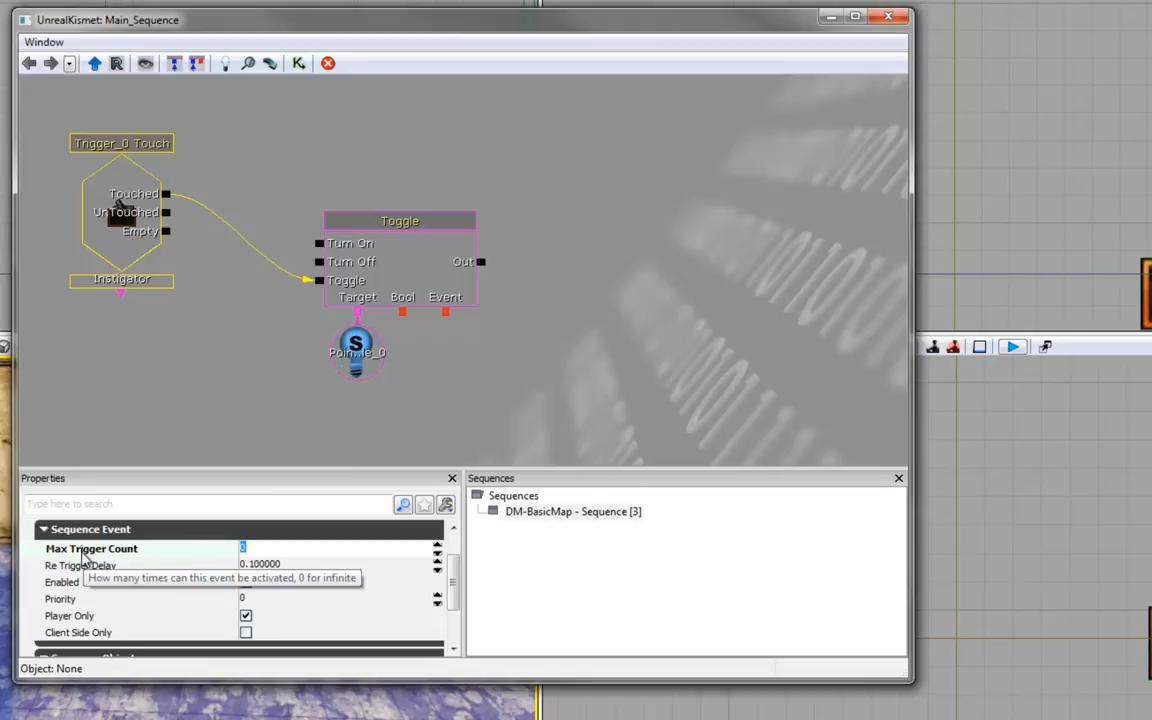 UnrealKismet: Main_Sequence
Window
Trigger_0 Touch
Touched
UnTouched
Empty
Instigator
Toggle
Turn On
Turn Off
Out
Toggle
Target
Bool
Event
S
Poin...le_0
Properties
Sequences
Type here to search
Sequences
DM-BasicMap - Sequence [3]
Sequence Event
Max Trigger Count
0
Re Trigger Delay
0.100000
How many times can this event be activated, 0 for infinite
Enabled
Priority
0
Player Only
Client Side Only
Object: None